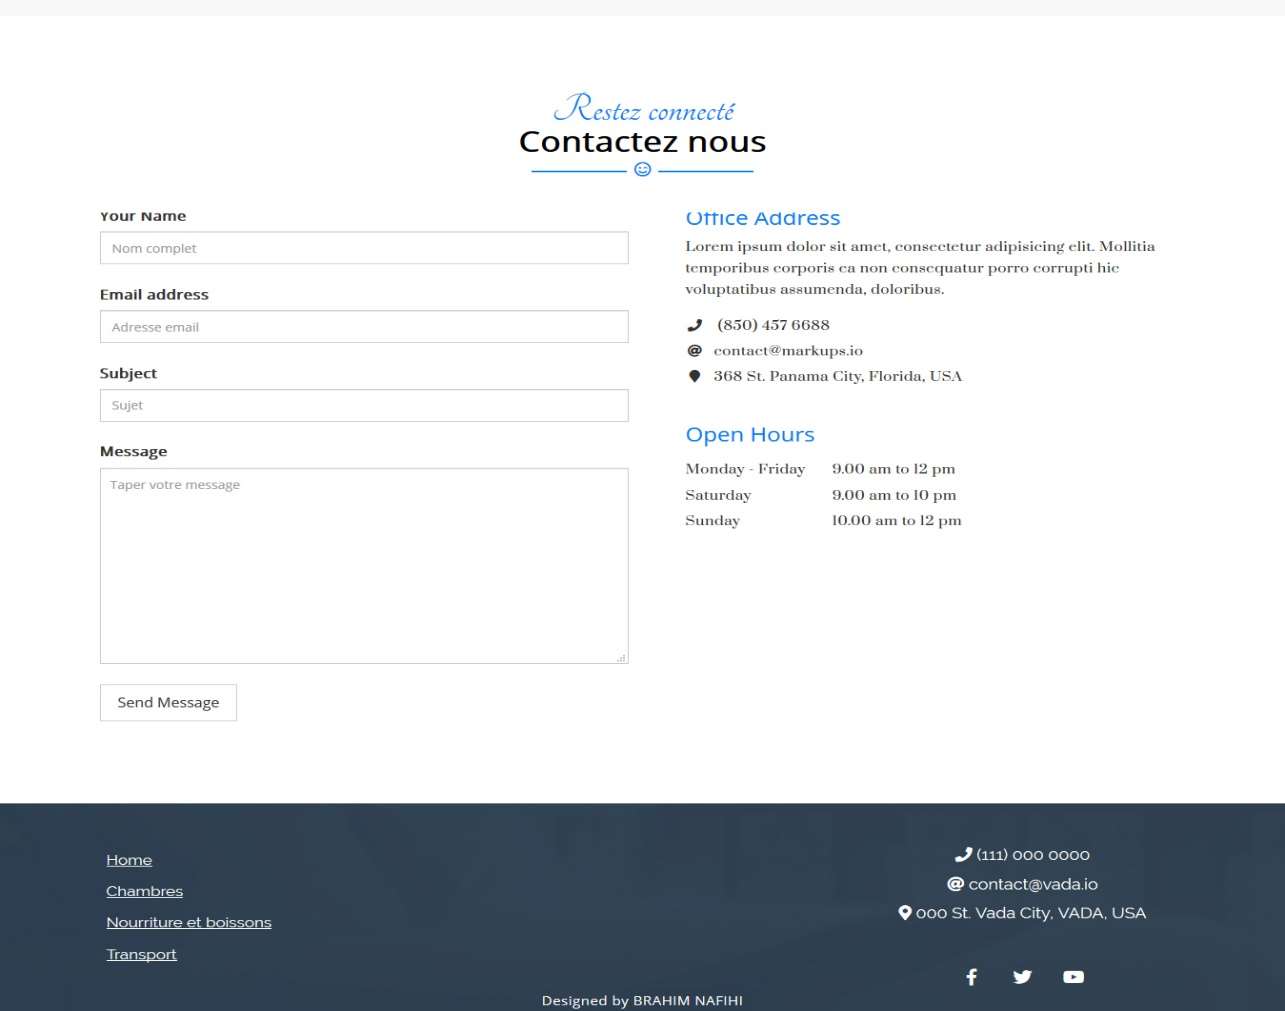 Restez connecté
Contactez nous
Your Name
Nom complet
Email address
Adresse email
Subject
Sujet
Message
Taper votre message
Send Message
Office Address
Lorem ipsum dolor sit amet, consectetur adipisicing elit. Mollitia
temporibus corporis ea non consequatur porro corrupti hic
voluptatibus assumenda, doloribus.
(850) 457 6688
contact@markups.io
368 St. Panama City, Florida, USA
Open Hours
Monday - Friday 9.00 am to 12 pm
Saturday 9.00 am to 10 pm
Sunday 10.00 am to 12 pm
Home
Chambres
Nourriture et boissons
Transport
(111) 000 0000
contact@vada.io
000 St. Vada City, VADA, USA
Designed by BRAHIM NAFIHI